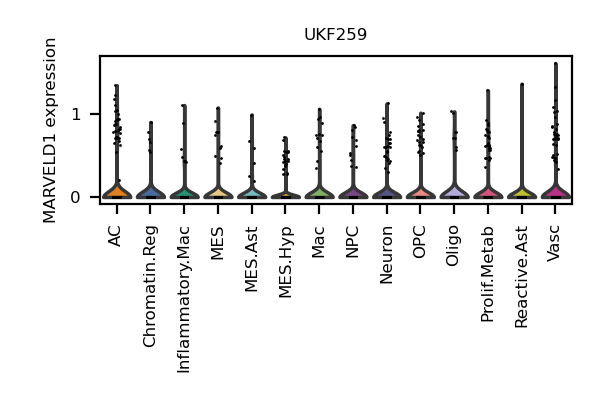 UKF259
MARVELD1 expression
1
0
AC
Chromatin.Reg
Inflammatory.Mac
MES
MES.Ast
MES.Hyp
Mac
NPC
Neuron
OPC
Oligo
Prolif.Metab
Reactive.Ast
Vasc